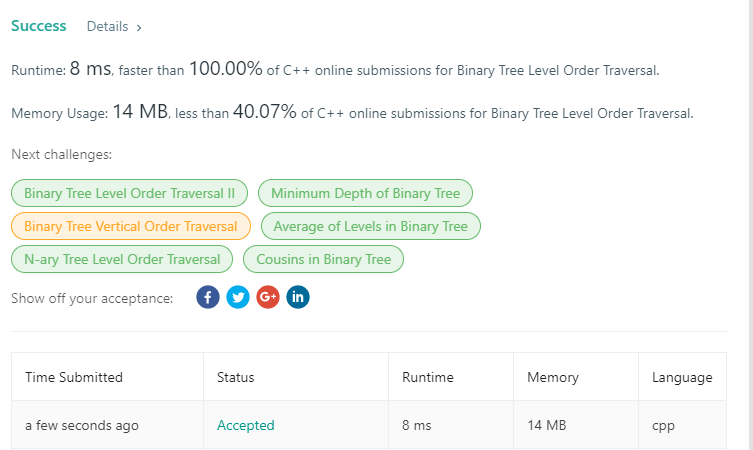 Success Details ›
Runtime: 8 ms, faster than 100.00% of C++ online submissions for Binary Tree Level Order Traversal.
Memory Usage: 14 MB, less than 40.07% of C++ online submissions for Binary Tree Level Order Traversal.
Next challenges:
Binary Tree Level Order Traversal II Minimum Depth of Binary Tree
Binary Tree Vertical Order Traversal Average of Levels in Binary Tree
N-ary Tree Level Order Traversal Cousins in Binary Tree
Show off your acceptance: f G+ in
Time Submitted Status Runtime Memory Language
a few seconds ago Accepted 8 ms 14 MB cpp